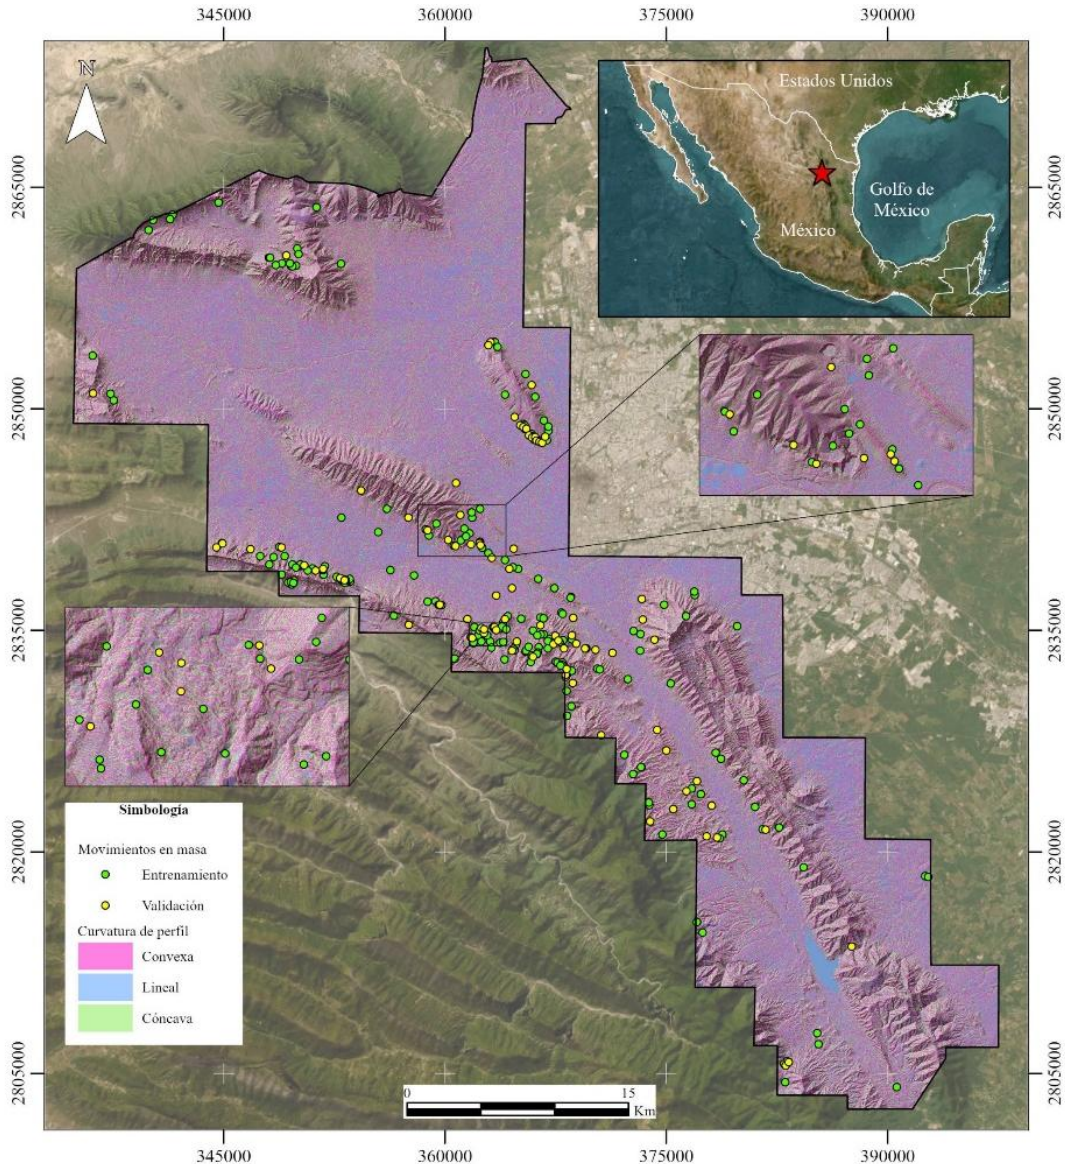 345000 360000 375000 390000
N
Estados Unidos
Golfo de
México
México
2865000 2865000
2850000 2850000
2835000 2835000
2820000 2820000
2805000 2805000
Simbología
Movimientos en masa
Entrenamiento
Validación
Curvatura de perfil
Convexa
Lineal
Cóncava
0 15
Km
345000 360000 375000 390000